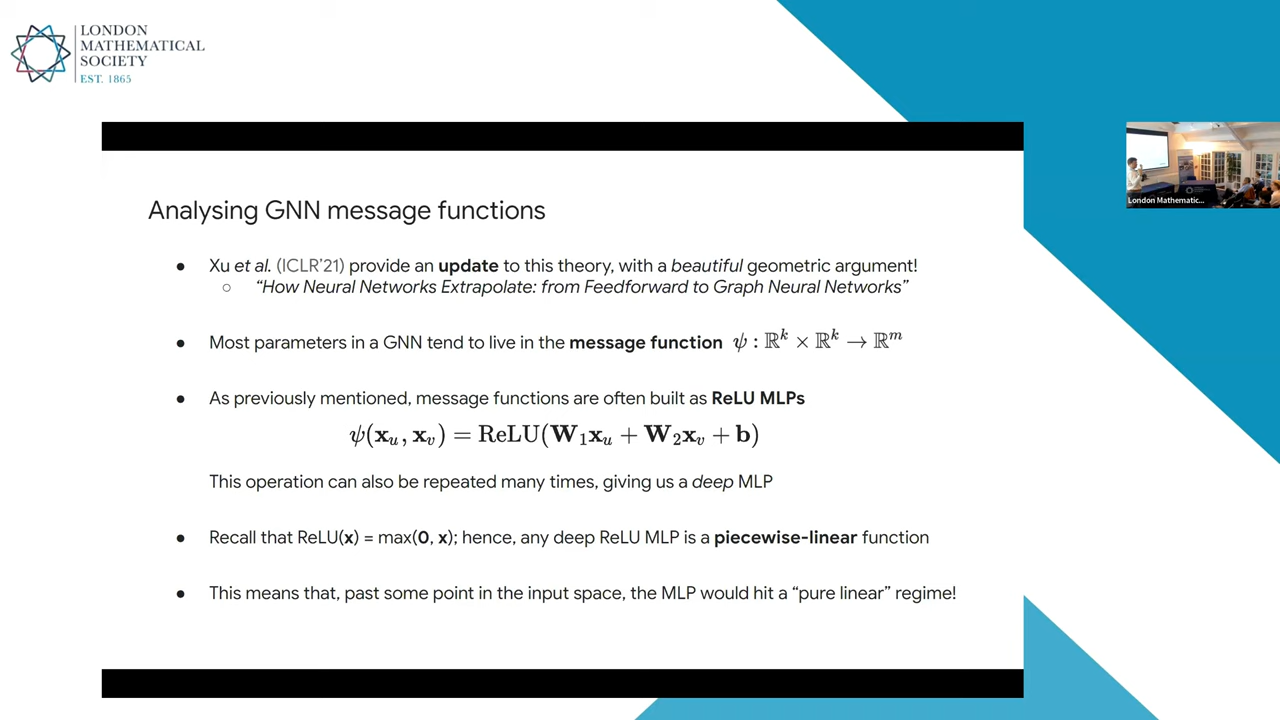 LONDON
MATHEMATICAL
SOCIETY
EST. 1865
London Mathematic...
Analysing GNN message functions
● Xu et al. (ICLR'21) provide an update to this theory, with a beautiful geometric argument!
○ “How Neural Networks Extrapolate: from Feedforward to Graph Neural Networks”
● Most parameters in a GNN tend to live in the message function ψ : ℝᵏ × ℝᵏ → ℝᵐ
● As previously mentioned, message functions are often built as ReLU MLPs
ψ(xᵤ, xᵥ) = ReLU(W₁xᵤ + W₂xᵥ + b)
This operation can also be repeated many times, giving us a deep MLP
● Recall that ReLU(x) = max(0, x); hence, any deep ReLU MLP is a piecewise-linear function
● This means that, past some point in the input space, the MLP would hit a “pure linear” regime!